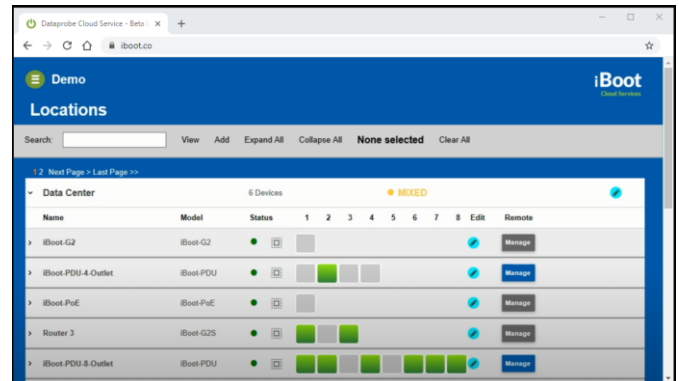 Dataprobe Cloud Service - Beta
iboot.co
Demo
iBoot
Cloud Services
Locations
Search: View Add Expand All Collapse All None selected Clear All
1 2 Next Page > Last Page >>
Data Center 6 Devices MIXED
Name Model Status 1 2 3 4 5 6 7 8 Edit Remote
iBoot-G2 iBoot-G2 Manage
iBoot-PDU-4-Outlet iBoot-PDU Manage
iBoot-PoE iBoot-PoE Manage
Router 3 iBoot-G2S Manage
iBoot-PDU-8-Outlet iBoot-PDU Manage